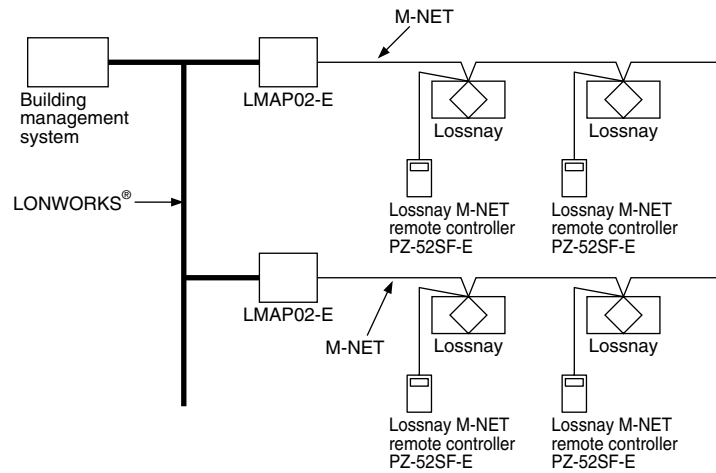 M-NET
Building
management
system
LMAP02-E
Lossnay
Lossnay
LONWORKS®
Lossnay M-NET
remote controller
PZ-52SF-E
Lossnay M-NET
remote controller
PZ-52SF-E
LMAP02-E
M-NET
Lossnay
Lossnay
Lossnay M-NET
remote controller
PZ-52SF-E
Lossnay M-NET
remote controller
PZ-52SF-E